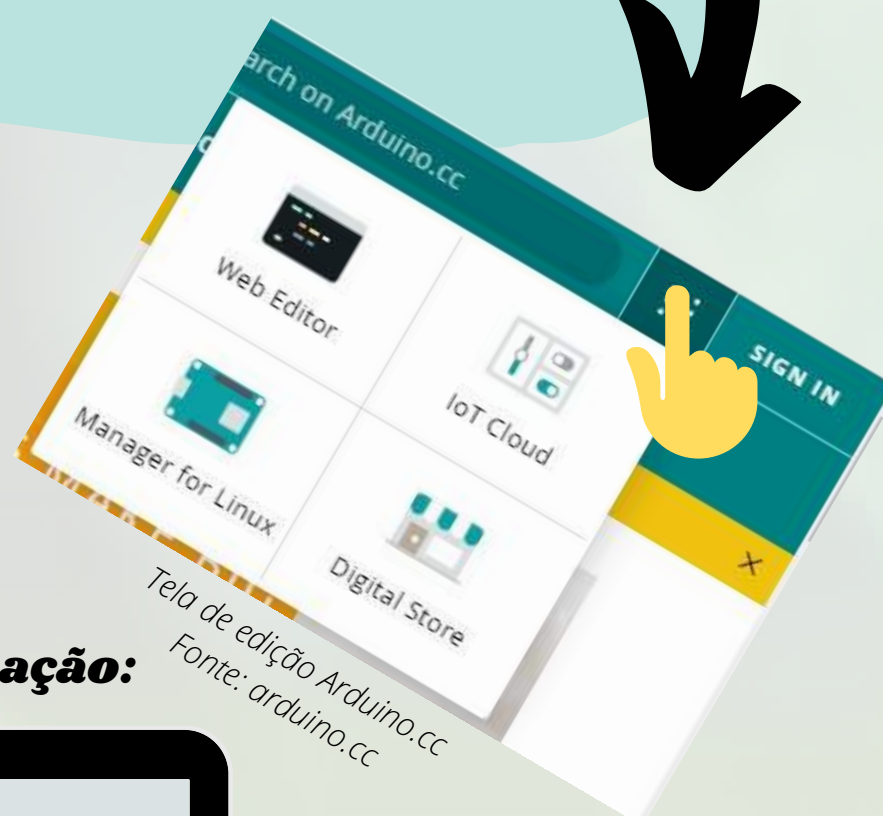 arch on Arduino.cc
SIGN IN
Web Editor
IoT Cloud
Manager for Linux
Digital Store
Tela de edição Arduino.cc
Fonte: arduino.cc
ação: